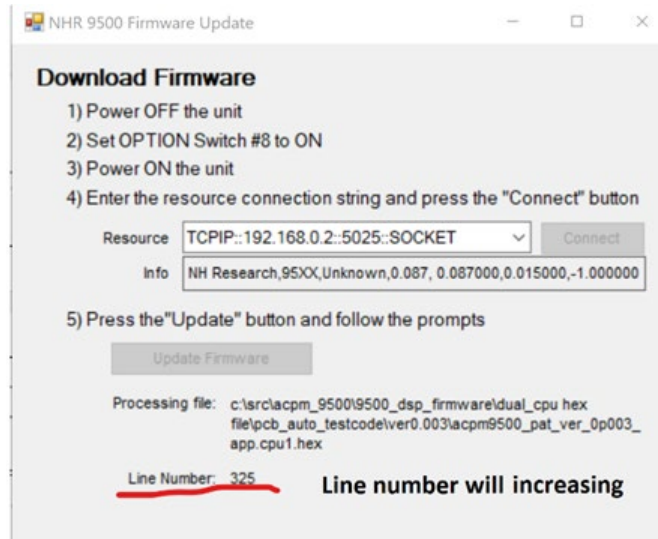 NHR 9500 Firmware Update
Download Firmware
1) Power OFF the unit
2) Set OPTION Switch #8 to ON
3) Power ON the unit
4) Enter the resource connection string and press the "Connect" button
Resource TCPIP::192.168.0.2::5025::SOCKET Connect
Info NH Research,95XX,Unknown,0.087, 0.087000,0.015000,-1.000000
5) Press the"Update" button and follow the prompts
Update Firmware
Processing file: c:\src\acpm_9500\9500_dsp_firmware\dual_cpu hex
file\pcb_auto_testcode\ver0.003\acpm9500_pat_ver_0p003_
app.cpu1.hex
Line Number: 325 Line number will increasing